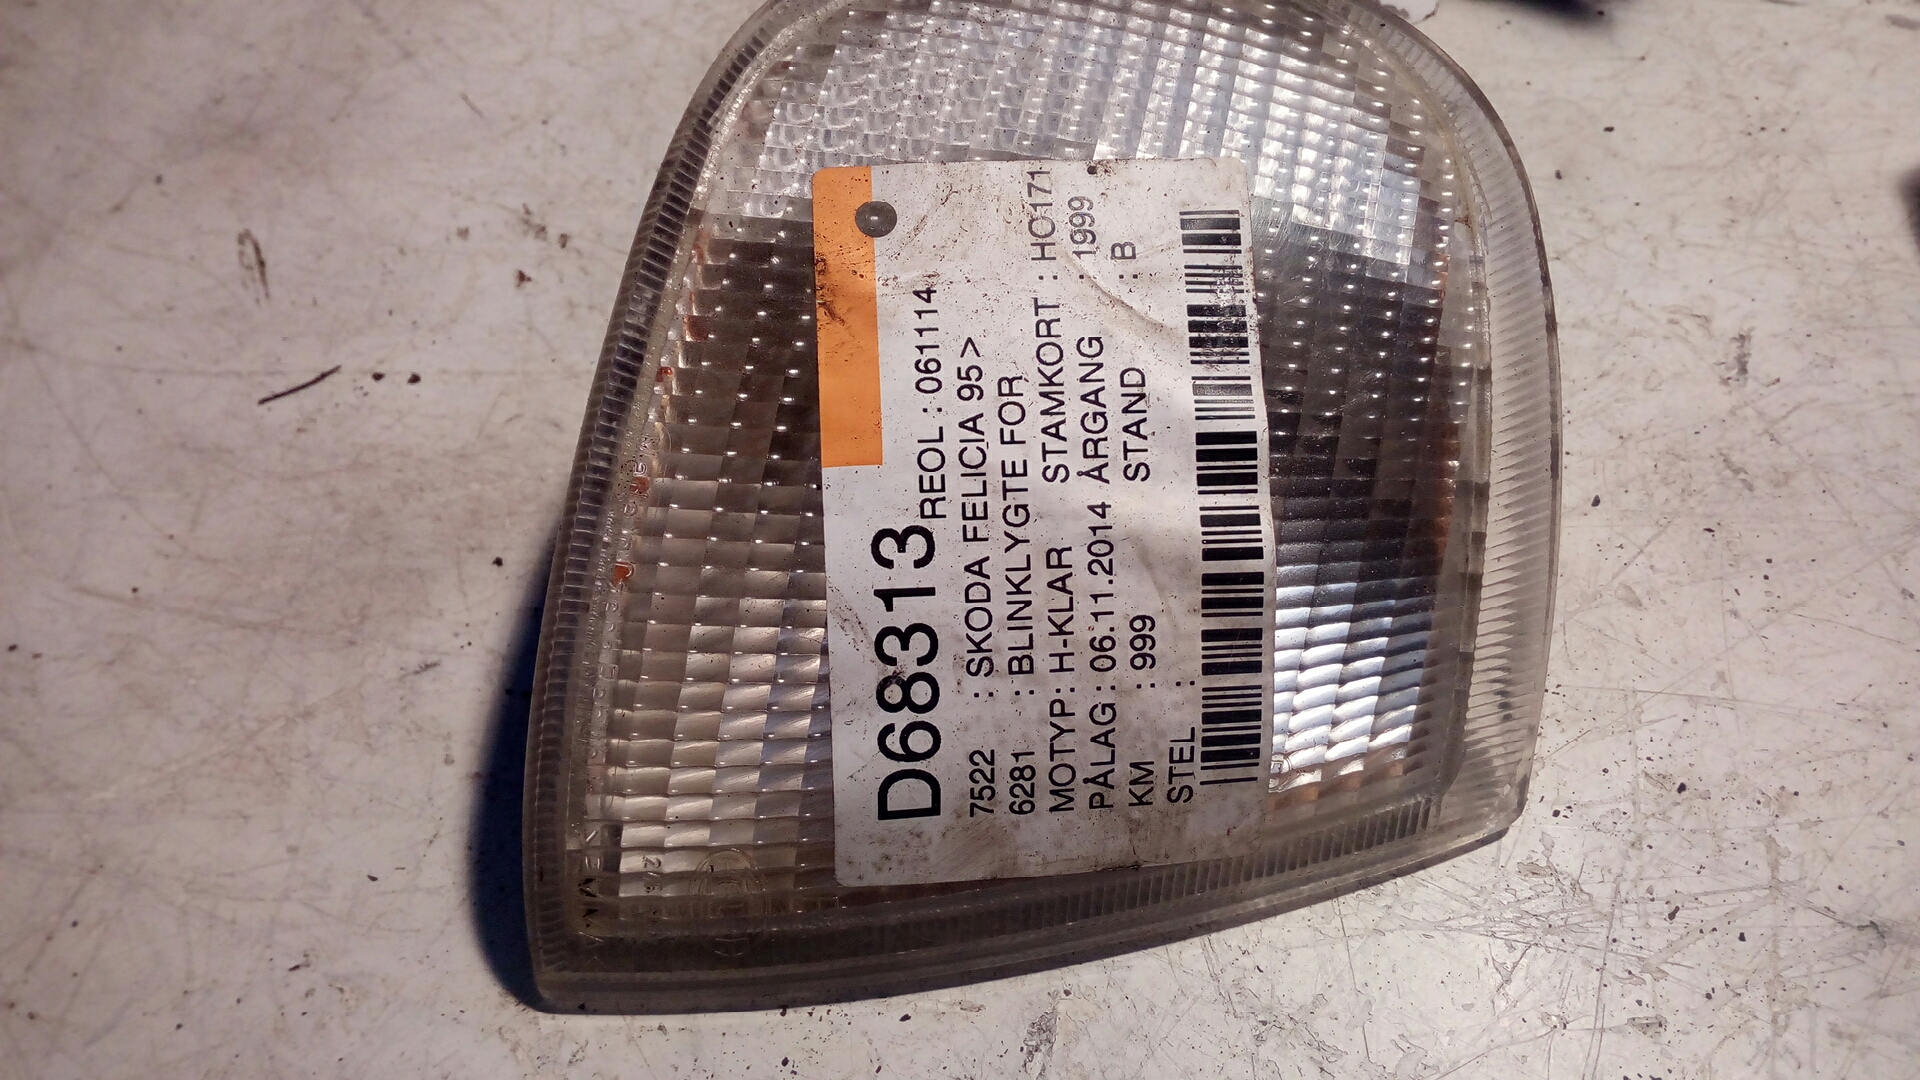 D68313 REOL : 061114
7522 : SKODA FELICIA 95>
6281 : BLINKLYGTE FOR
MOTYP : H-KLAR STAMKORT : HO171
PÅLAG : 06.11.2014 ÅRGANG : 1999
KM : 999 STAND : B
STEL :